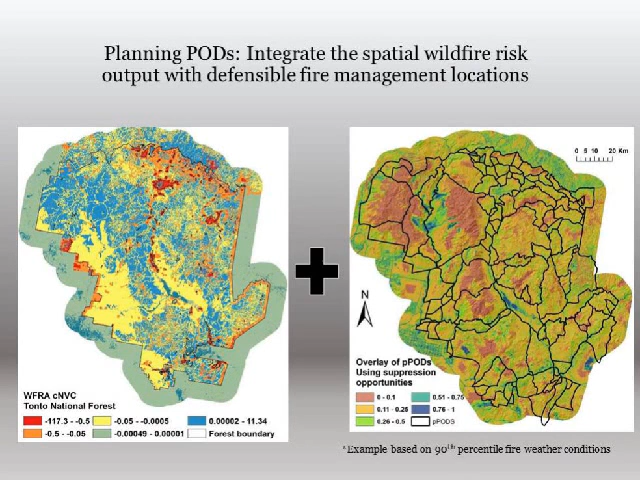 Planning PODs: Integrate the spatial wildfire risk
output with defensible fire management locations
0 5 10 20 Km
N
WFRA cNVC
Tonto National Forest
-117.3 - -0.5
-0.05 - -0.0005
0.00002 - 11.34
-0.5 - -0.05
-0.00049 - 0.00001
Forest boundary
Overlay of pPODs
Using suppression
opportunities
0 - 0.1
0.51 - 0.75
0.11 - 0.25
0.76 - 1
0.26 - 0.5
pPODS
*Example based on 90th percentile fire weather conditions